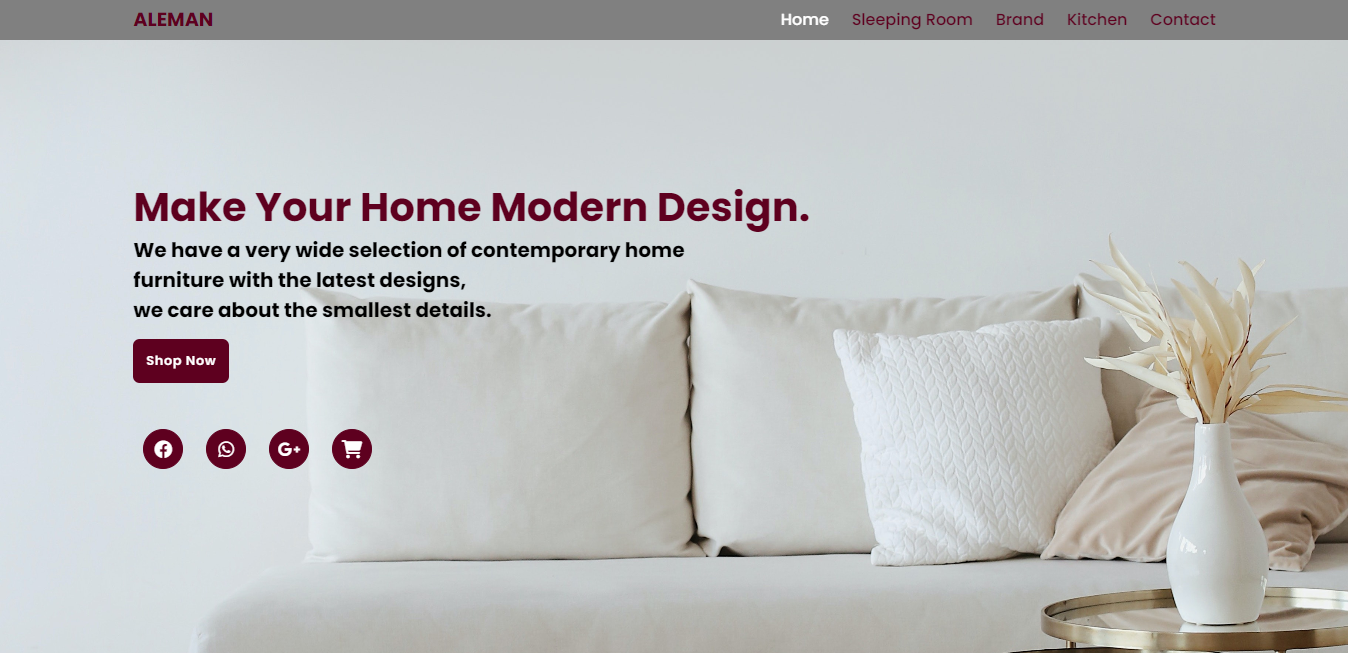 ALEMAN
Home Sleeping Room Brand Kitchen Contact
Make Your Home Modern Design.
We have a very wide selection of contemporary home
furniture with the latest designs,
we care about the smallest details.
Shop Now
G+